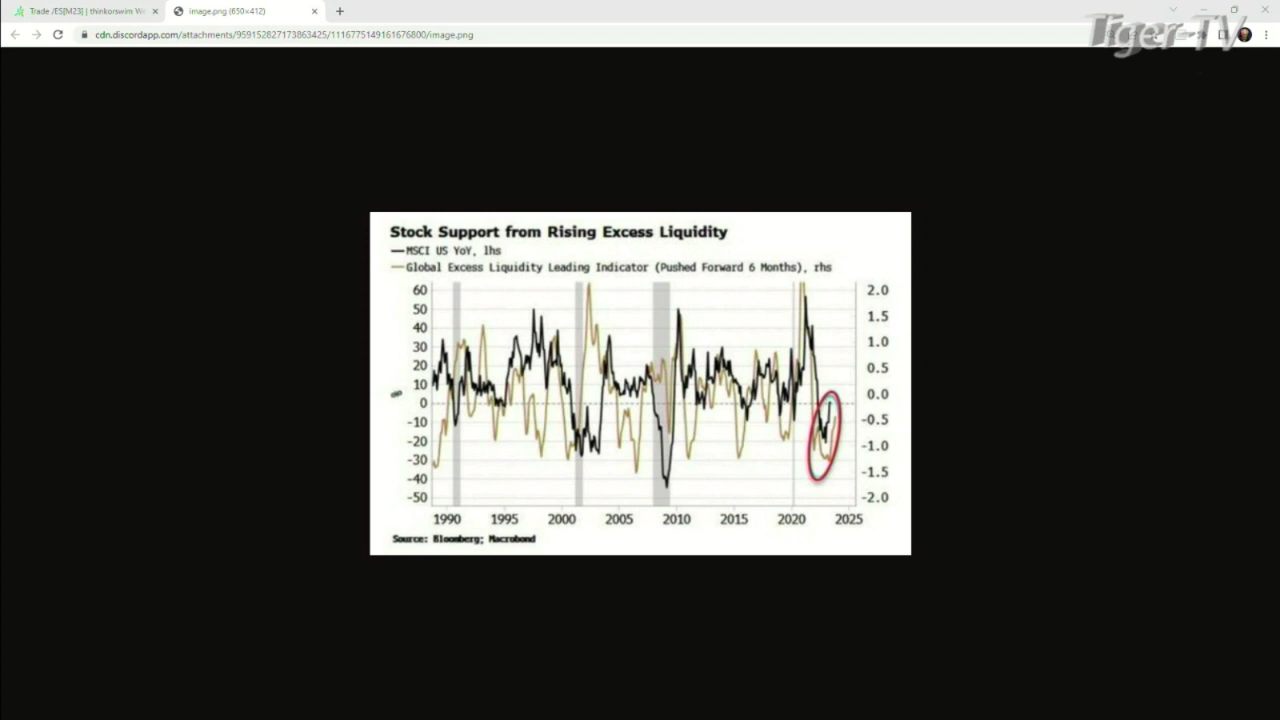 Trade /ES[M23] | thinkorswim W
image.png (650×412)
cdn.discordapp.com/attachments/959152827173863425/1116775149161676800/image.png
Tiger-TV
Stock Support from Rising Excess Liquidity
MSCI US YoY, lhs
Global Excess Liquidity Leading Indicator (Pushed Forward 6 Months), rhs
60 2.0
50 1.5
40
30 1.0
20 0.5
10
0 0.0
-10 -0.5
-20 -1.0
-30
-40 -1.5
-50 -2.0
%
1990 1995 2000 2005 2010 2015 2020 2025
Source: Bloomberg; Macrobond